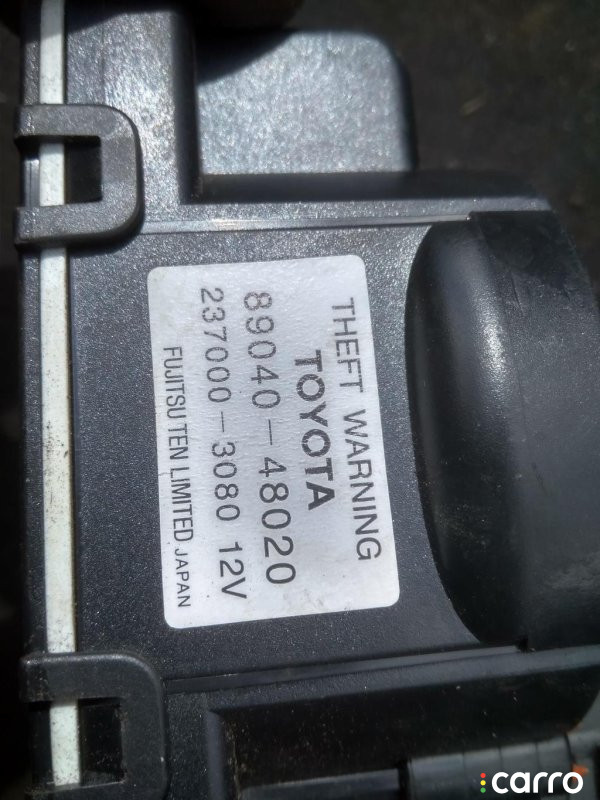 THEFT WARNING
TOYOTA
89040-48020
237000-3080 12V
FUJITSU TEN LIMITED JAPAN
carro